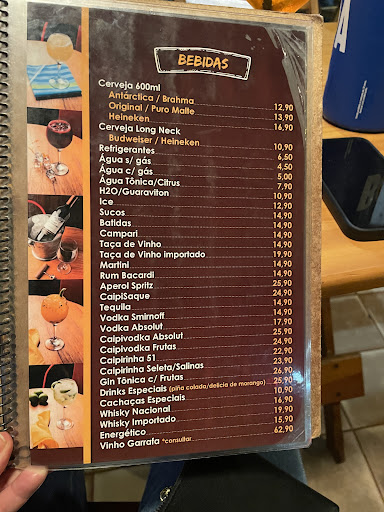 BEBIDAS
Cerveja 600ml
Antárctica / Brahma 12,90
Original / Puro Malte 13,90
Heineken 16,90
Cerveja Long Neck
Budweiser / Heineken 10,90
Refrigerantes 6,50
Água s/ gás 4,50
Água c/ gás 5,00
Água Tônica/Citrus 7,90
H2O/Guaraviton 10,90
Ice 12,90
Sucos 14,90
Batidas 14,90
Campari 14,90
Taça de Vinho 14,90
Taça de Vinho importado 19,90
Martini 14,90
Rum Bacardi 14,90
Aperol Spritz 25,90
CaipiSaque 24,90
Tequila 14,90
Vodka Smirnoff 14,90
Vodka Absolut 17,90
Caipivodka Absolut 25,90
Caipivodka Frutas 24,90
Caipirinha 51 22,90
Caipirinha Seleta/Salinas 23,90
Gin Tônica c/ Frutas 26,90
Drinks Especiais (piña colada/delicia de morango) 25,90
Cachaças Especiais 10,90
Whisky Nacional 16,90
Whisky Importado 19,90
Energético 15,90
Vinho Garrafa *consultar 62,90